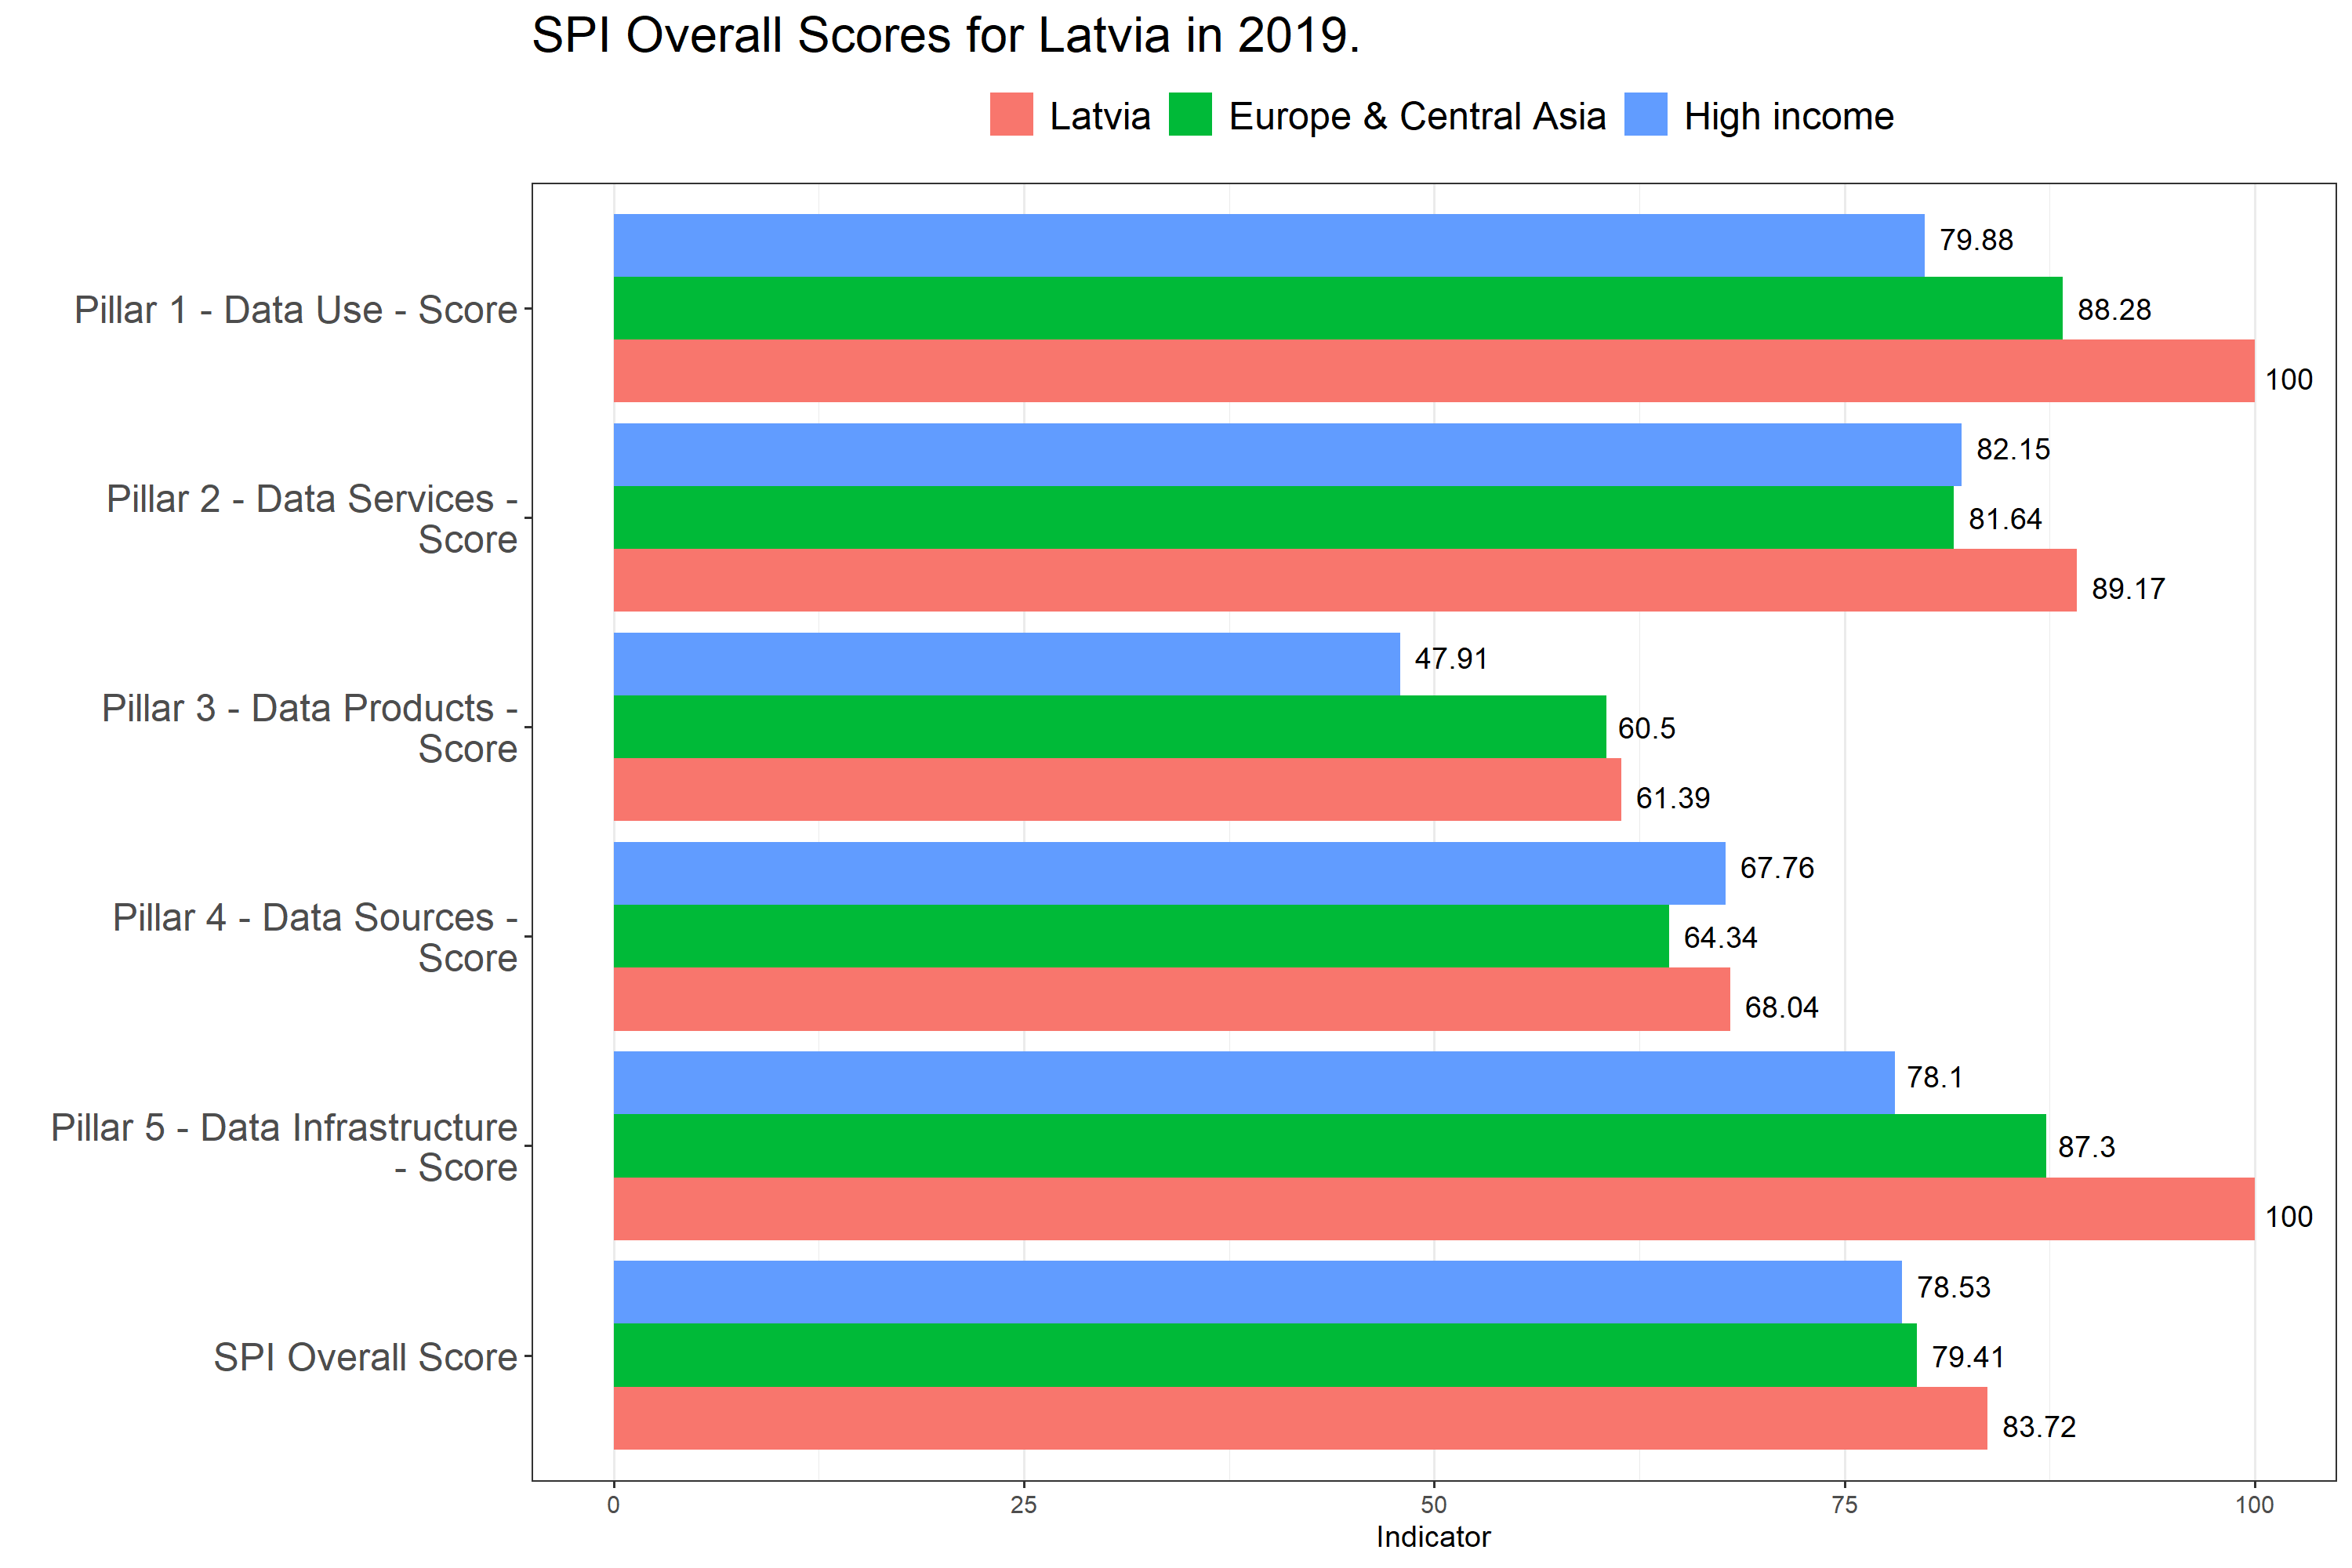 SPI Overall Scores for Latvia in 2019.
Latvia Europe & Central Asia High income
Pillar 1 - Data Use - Score
79.88
88.28
100
Pillar 2 - Data Services -
Score
82.15
81.64
89.17
Pillar 3 - Data Products -
Score
47.91
60.5
61.39
Pillar 4 - Data Sources -
Score
67.76
64.34
68.04
Pillar 5 - Data Infrastructure
- Score
78.1
87.3
100
SPI Overall Score
78.53
79.41
83.72
0 25 50 75 100
Indicator